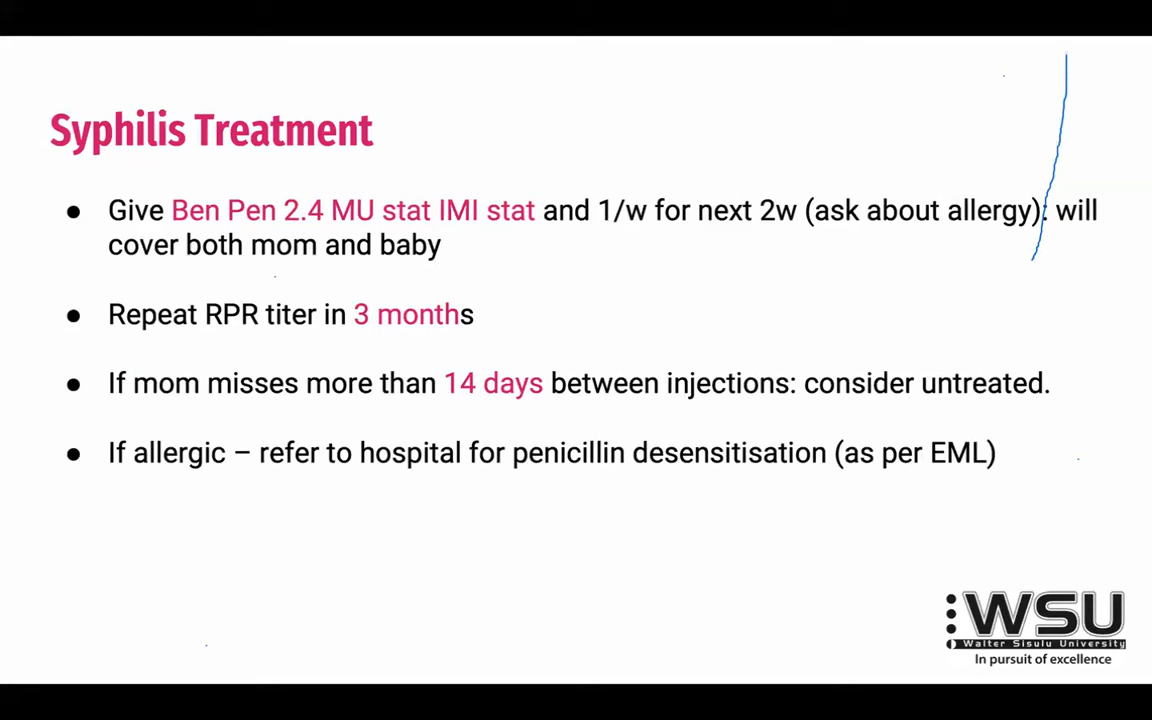 Syphilis Treatment
● Give Ben Pen 2.4 MU stat IMI stat and 1/w for next 2w (ask about allergy): will
cover both mom and baby
● Repeat RPR titer in 3 months
● If mom misses more than 14 days between injections: consider untreated.
● If allergic – refer to hospital for penicillin desensitisation (as per EML)
WSU
Walter Sisulu University
In pursuit of excellence